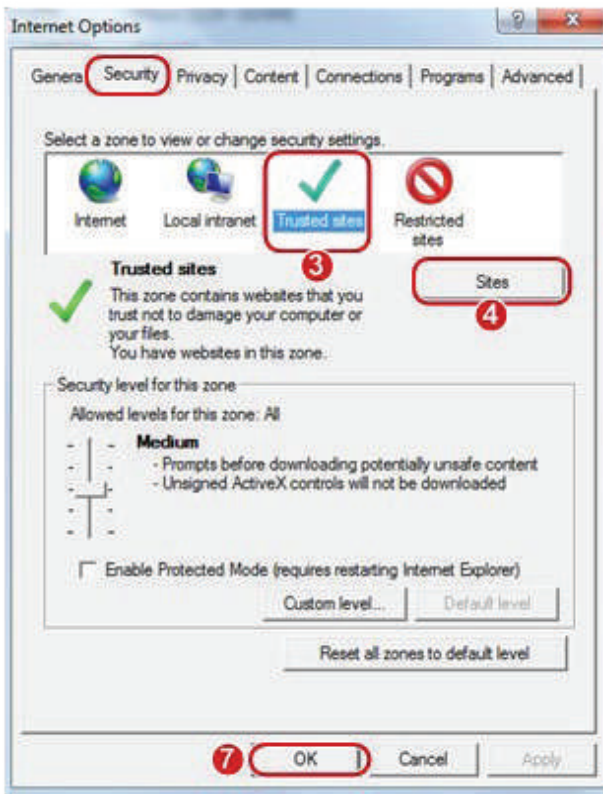 Internet Options
General Security Privacy Content Connections Programs Advanced
Select a zone to view or change security settings.
Internet Local intranet Trusted sites Restricted sites
3
Trusted sites
Sites
4
This zone contains websites that you
trust not to damage your computer or
your files.
You have websites in this zone.
Security level for this zone
Allowed levels for this zone: All
Medium
- Prompts before downloading potentially unsafe content
- Unsigned ActiveX controls will not be downloaded
Enable Protected Mode (requires restarting Internet Explorer)
Custom level... Default level
Reset all zones to default level
7 OK Cancel Apply